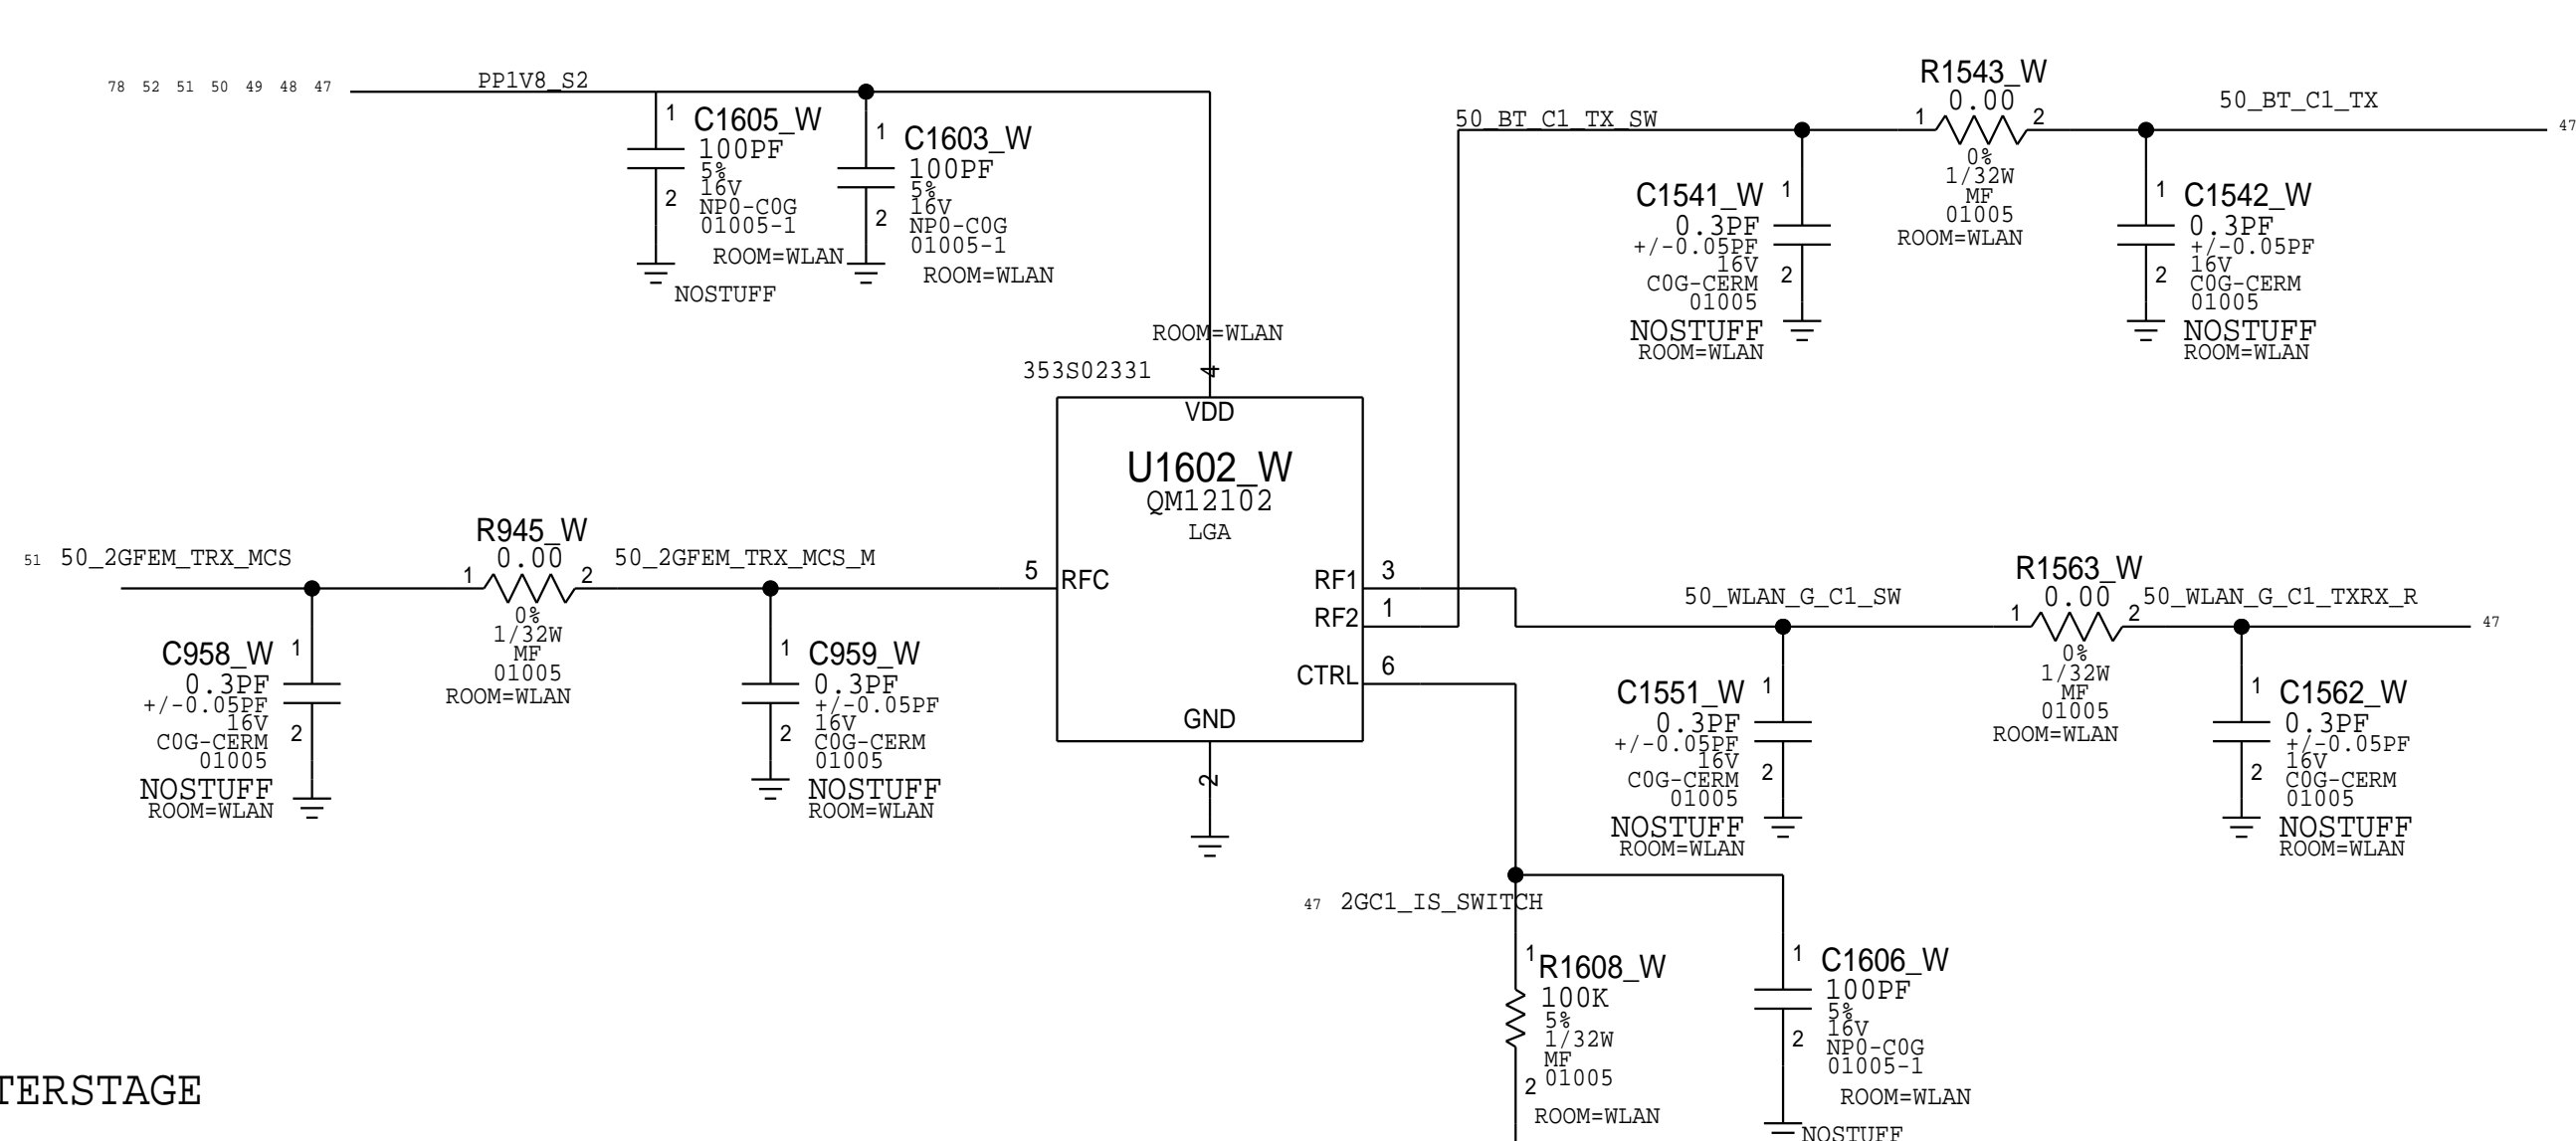 78 52 51 50 49 48 47
PP1V8_S2
1
C1605_W
100PF
5%
16V
NP0-C0G
01005-1
2
ROOM=WLAN
NOSTUFF
1
C1603_W
100PF
5%
16V
NP0-C0G
01005-1
2
ROOM=WLAN
50_BT_C1_TX_SW
R1543_W
0.00
1
2
0%
1/32W
MF
01005
ROOM=WLAN
50_BT_C1_TX
47
C1541_W
1
0.3PF
+/-0.05PF
16V
2
C0G-CERM
01005
NOSTUFF
ROOM=WLAN
1
C1542_W
0.3PF
+/-0.05PF
16V
2
C0G-CERM
01005
NOSTUFF
ROOM=WLAN
ROOM=WLAN
353S02331
4
VDD
U1602_W
QM12102
LGA
5
RFC
RF1
3
RF2
1
CTRL
6
GND
2
51
50_2GFEM_TRX_MCS
R945_W
0.00
1
2
0%
1/32W
MF
01005
ROOM=WLAN
50_2GFEM_TRX_MCS_M
C958_W
1
0.3PF
+/-0.05PF
16V
2
C0G-CERM
01005
NOSTUFF
ROOM=WLAN
1
C959_W
0.3PF
+/-0.05PF
16V
2
C0G-CERM
01005
NOSTUFF
ROOM=WLAN
50_WLAN_G_C1_SW
R1563_W
0.00
1
2
0%
1/32W
MF
01005
ROOM=WLAN
50_WLAN_G_C1_TXRX_R
47
C1551_W
1
0.3PF
+/-0.05PF
16V
2
C0G-CERM
01005
NOSTUFF
ROOM=WLAN
1
C1562_W
0.3PF
+/-0.05PF
16V
2
C0G-CERM
01005
NOSTUFF
ROOM=WLAN
47
2GC1_IS_SWITCH
1
R1608_W
100K
5%
1/32W
MF
01005
2
ROOM=WLAN
1
C1606_W
100PF
5%
16V
NP0-C0G
01005-1
2
ROOM=WLAN
NOSTUFF
TERSTAGE